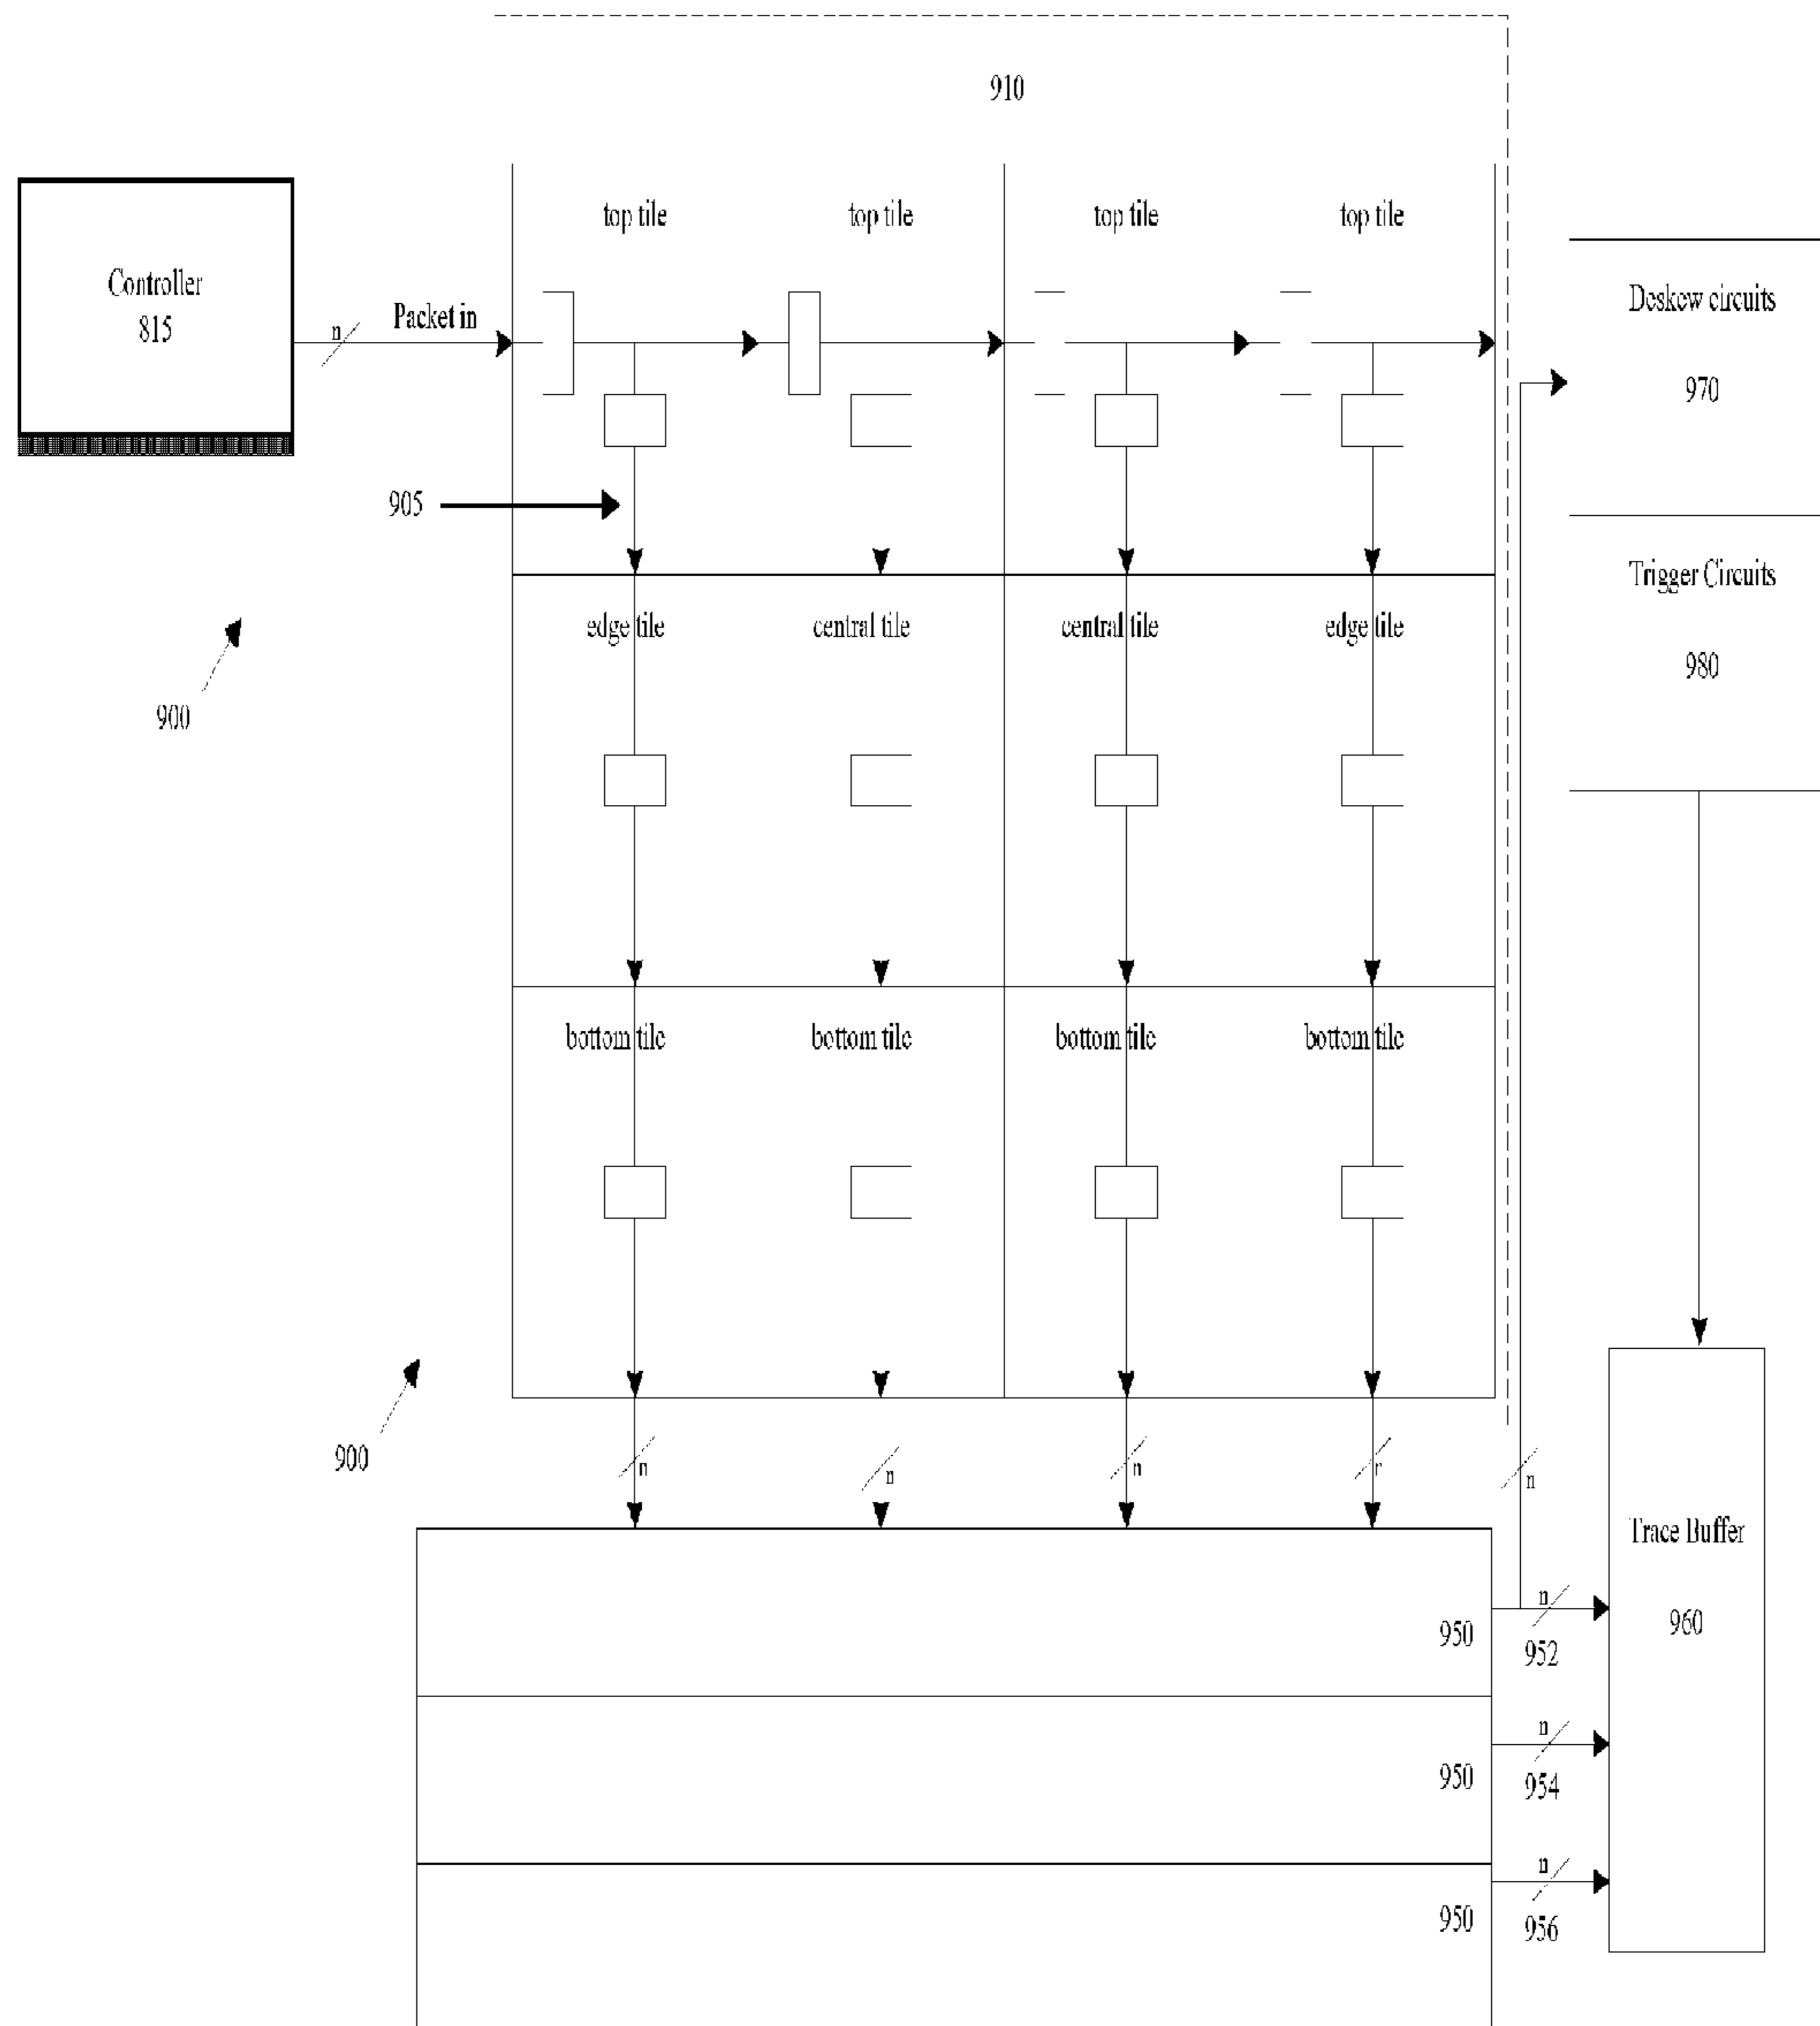 910
top tile top tile top tile top tile
Controller
815
n
Packet in
Deskew circuits
970
905
Trigger Circuits
980
edge tile central tile central tile edge tile
900
bottom tile bottom tile bottom tile bottom tile
900
n n n r n
Trace Buffer
960
n
950 952
n
950 954
n
950 956